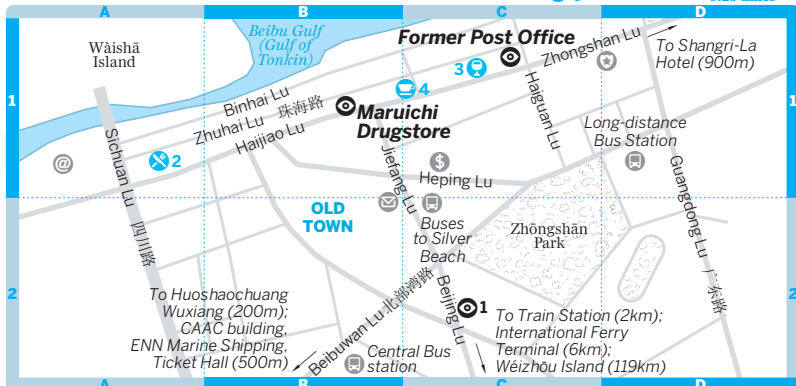 A
B
C
D
Beibu Gulf
(Gulf of
Tonkin)
Wàishā
Island
Former Post Office
Zhongshan Lu
To Shangri-La
Hotel (900m)
3
4
1
1
Binhai Lu
Zhuhai Lu 珠海路
Haijiao Lu
Maruichi
Drugstore
Haiguan Lu
Long-distance
Bus Station
Sichuan Lu 四川路
@
2
Jiefang Lu
$
Heping Lu
Guangdong Lu 广东路
OLD
TOWN
Buses
to Silver
Beach
Zhōngshān
Park
2
2
To Huoshaochuang
Wuxiang (200m);
CAAC building,
ENN Marine Shipping,
Ticket Hall (500m)
Beibuwan Lu 北部湾路
Beijing Lu
1
To Train Station (2km);
International Ferry
Terminal (6km);
Wéizhōu Island (119km)
Central Bus
station
A
B
C
D